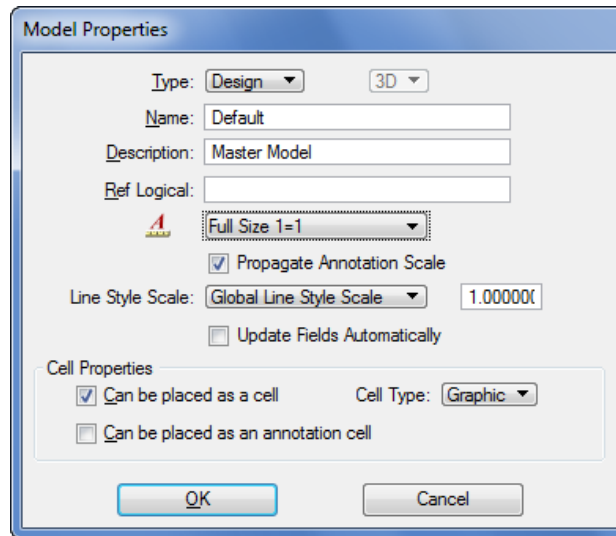 Model Properties
Type: Design 3D
Name: Default
Description: Master Model
Ref Logical:
A Full Size 1=1
Propagate Annotation Scale
Line Style Scale: Global Line Style Scale 1.000000
Update Fields Automatically
Cell Properties
Can be placed as a cell Cell Type: Graphic
Can be placed as an annotation cell
OK Cancel